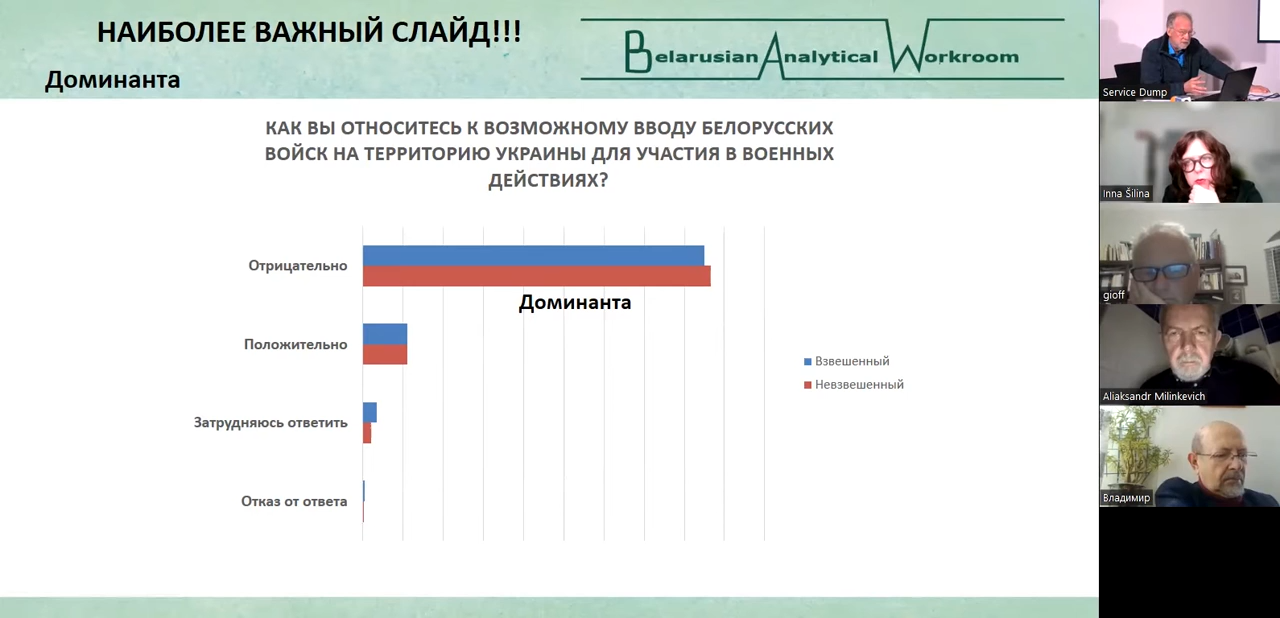 НАИБОЛЕЕ ВАЖНЫЙ СЛАЙД!!!
Доминанта
Belarusian Analytical Workroom
КАК ВЫ ОТНОСИТЕСЬ К ВОЗМОЖНОМУ ВВОДУ БЕЛОРУССКИХ
ВОЙСК НА ТЕРРИТОРИЮ УКРАИНЫ ДЛЯ УЧАСТИЯ В ВОЕННЫХ
ДЕЙСТВИЯХ?
Отрицательно
Доминанта
Положительно
Затрудняюсь ответить
Отказ от ответа
Взвешенный
Невзвешенный
Service Dump
Inna Šilina
gioff
Aliaksandr Milinkevich
Владимир